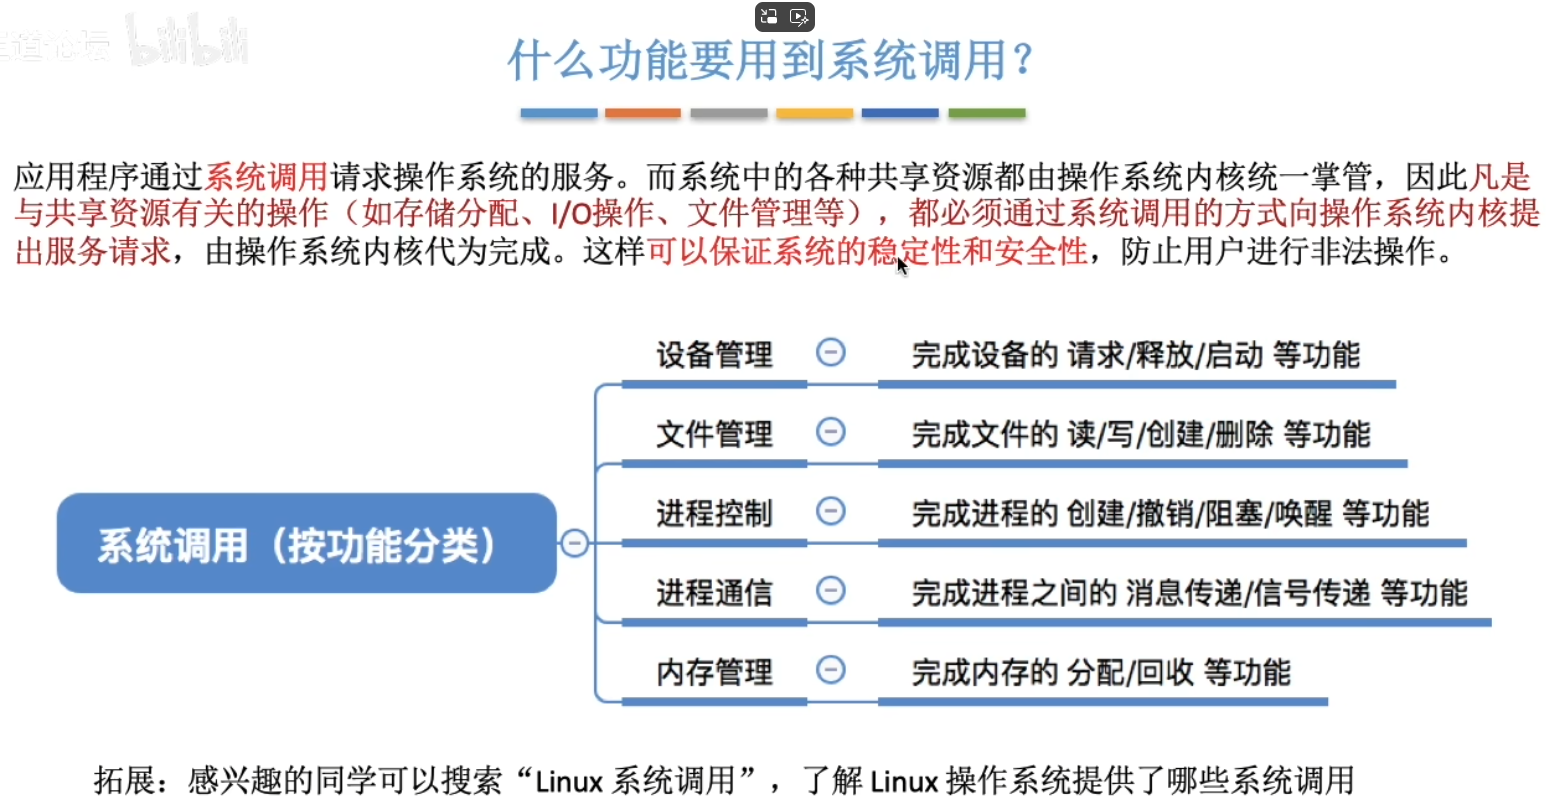 王道论坛 bilibili
什么功能要用到系统调用？
应用程序通过系统调用请求操作系统的服务。而系统中的各种共享资源都由操作系统内核统一掌管，因此凡是
与共享资源有关的操作（如存储分配、I/O操作、文件管理等），都必须通过系统调用的方式向操作系统内核提
出服务请求，由操作系统内核代为完成。这样可以保证系统的稳定性和安全性，防止用户进行非法操作。
设备管理 完成设备的 请求/释放/启动 等功能
文件管理 完成文件的 读/写/创建/删除 等功能
进程控制 完成进程的 创建/撤销/阻塞/唤醒 等功能
系统调用（按功能分类）
进程通信 完成进程之间的 消息传递/信号传递 等功能
内存管理 完成内存的 分配/回收 等功能
拓展：感兴趣的同学可以搜索“Linux 系统调用”，了解 Linux 操作系统提供了哪些系统调用